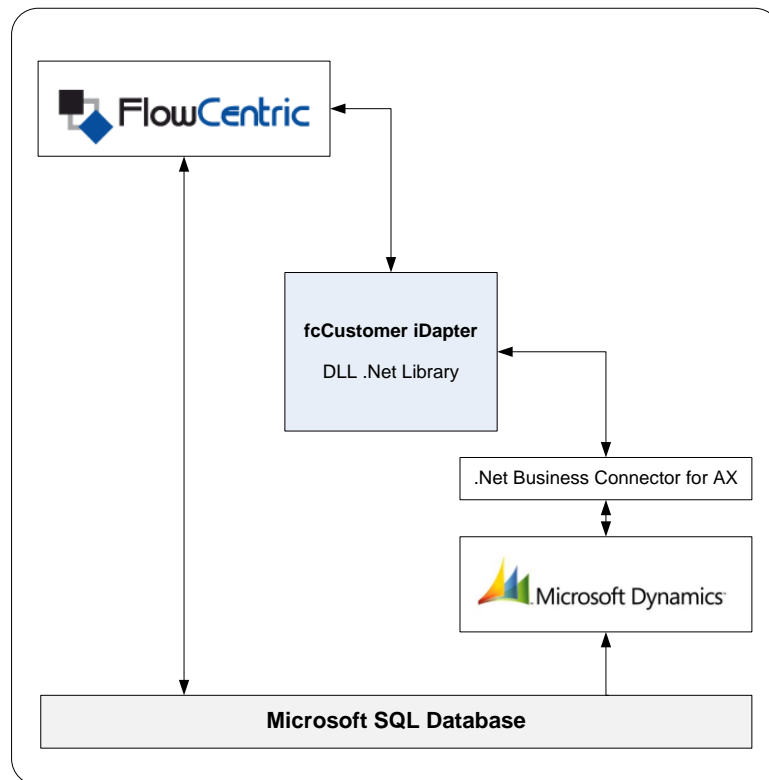 FlowCentric
fcCustomer iDapter
DLL .Net Library
.Net Business Connector for AX
Microsoft Dynamics
Microsoft SQL Database